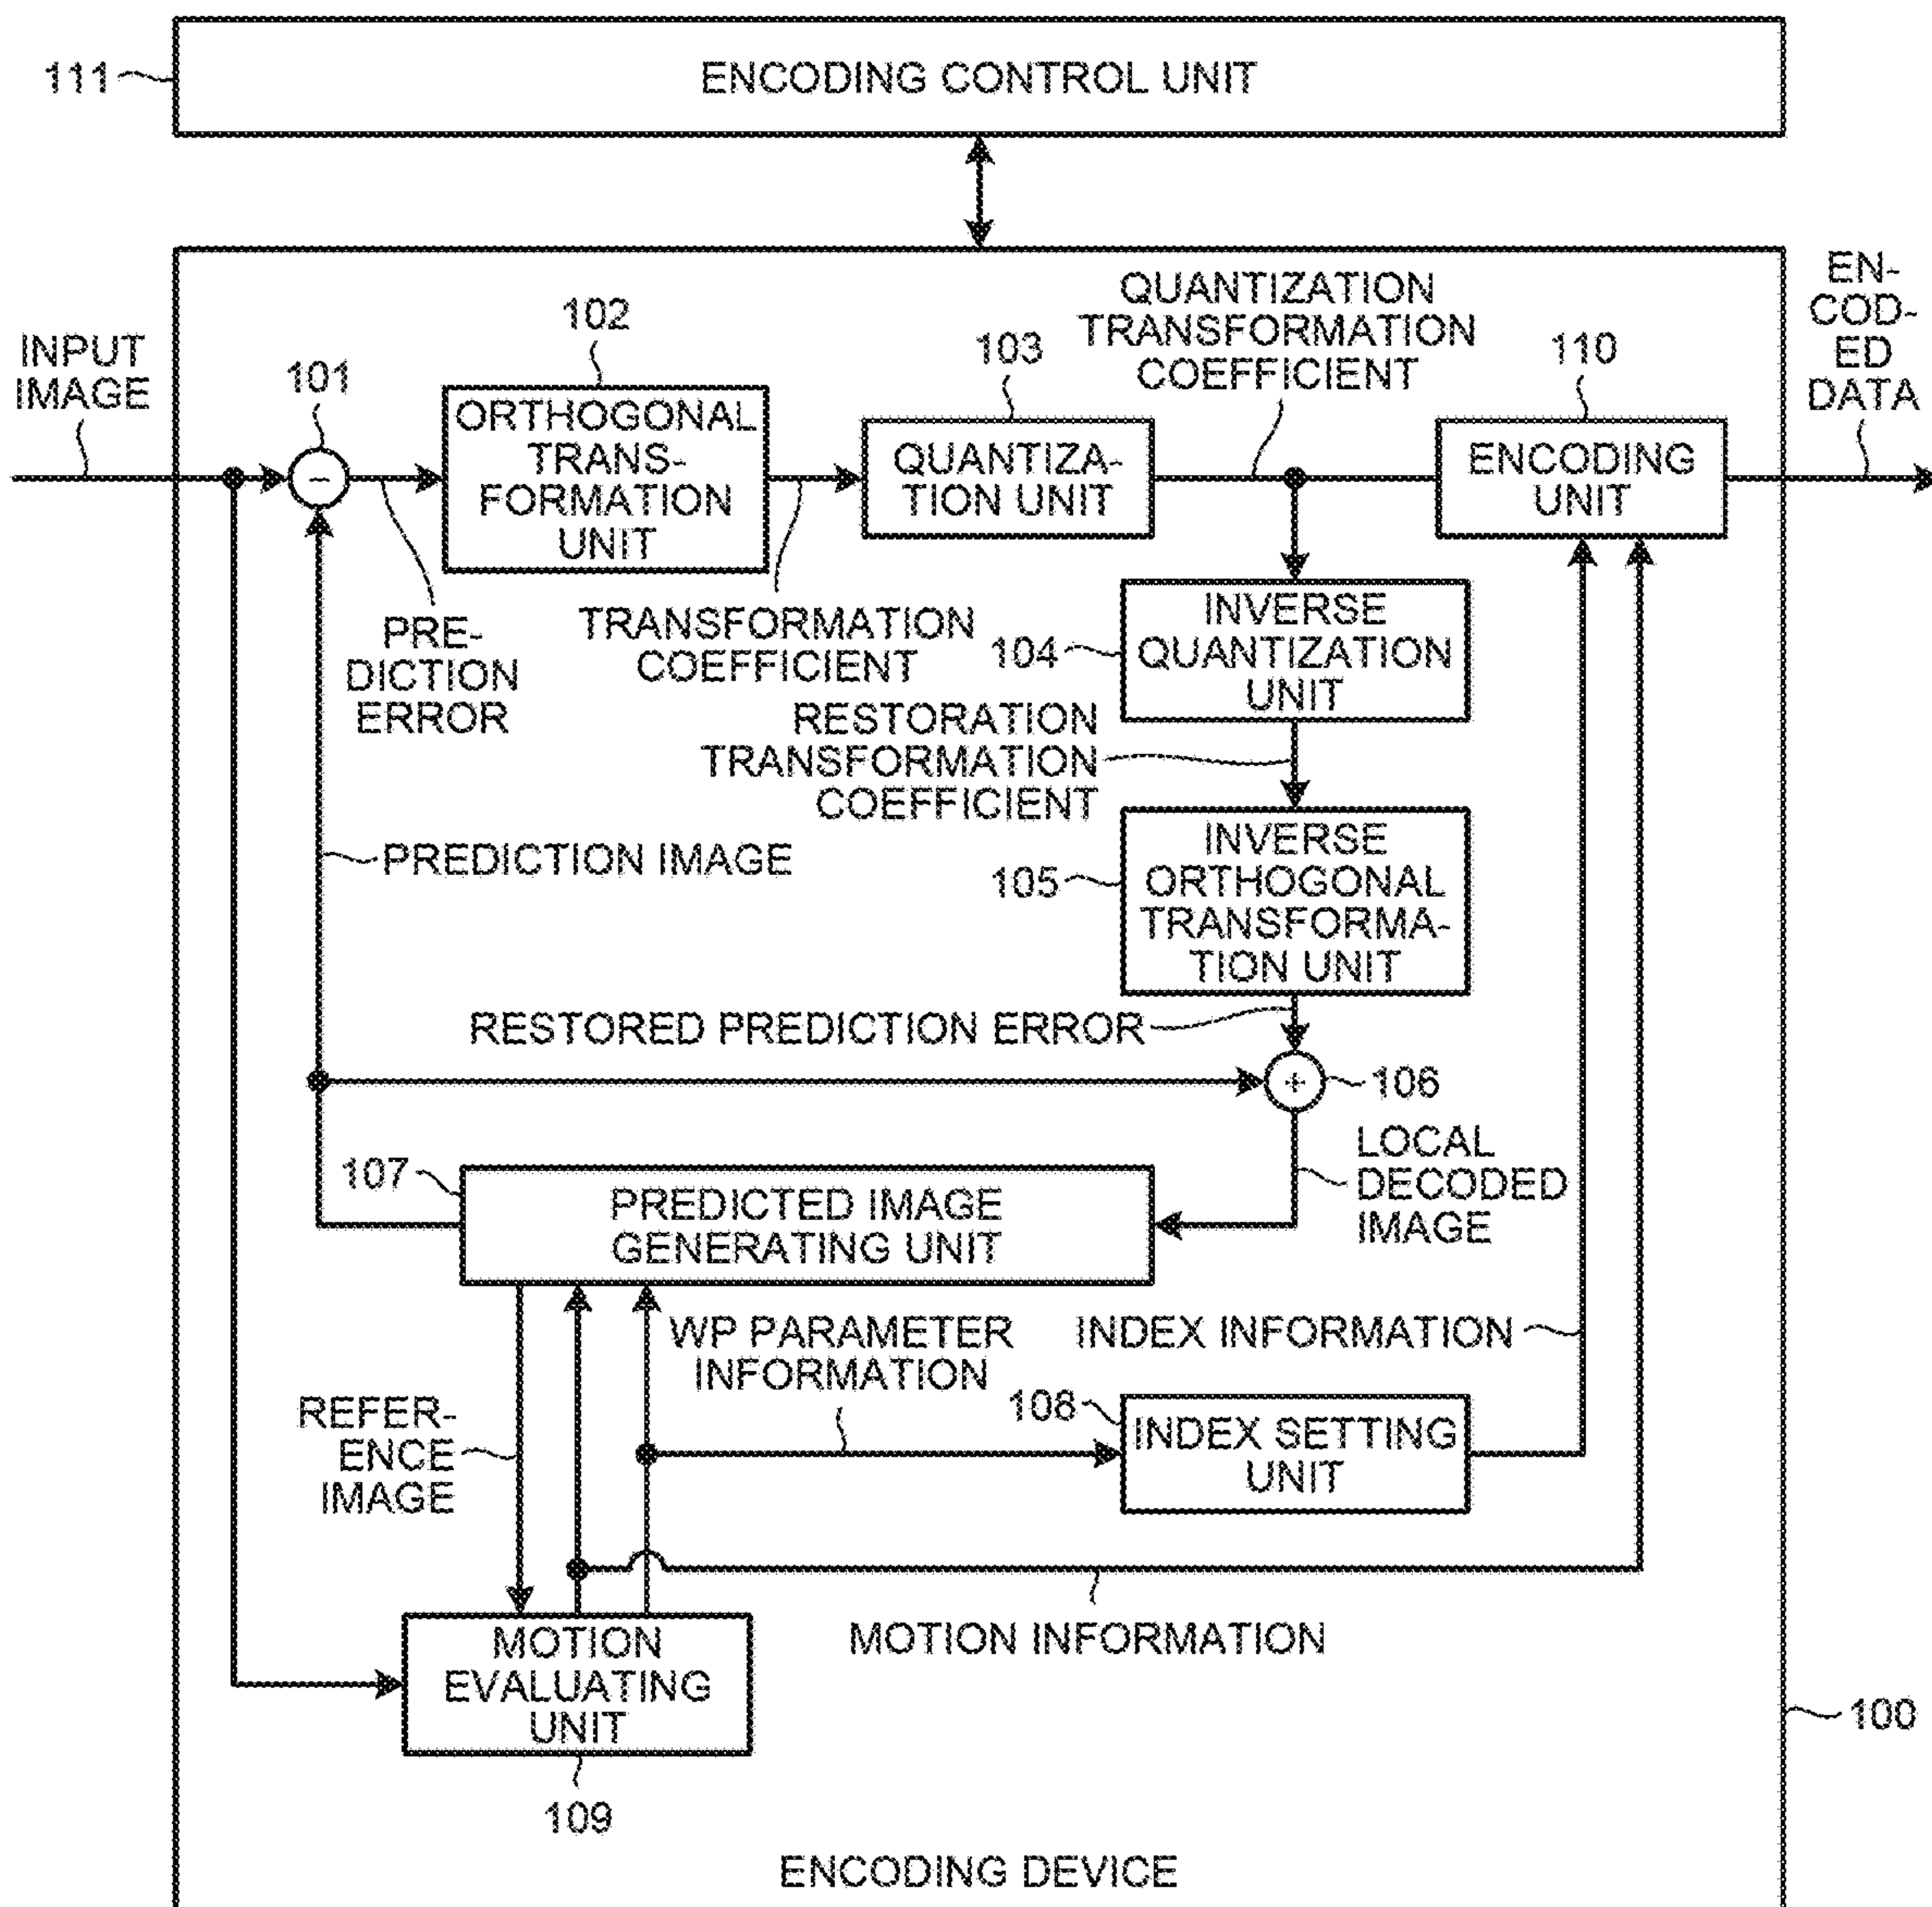 111
ENCODING CONTROL UNIT
INPUT
IMAGE
101
102
ORTHOGONAL
TRANS-
FORMATION
UNIT
103
QUANTIZA-
TION UNIT
QUANTIZATION
TRANSFORMATION
COEFFICIENT
110
ENCODING
UNIT
EN-
COD-
ED
DATA
-
PRE-
DICTION
ERROR
TRANSFORMATION
COEFFICIENT
104
INVERSE
QUANTIZATION
UNIT
RESTORATION
TRANSFORMATION
COEFFICIENT
PREDICTION IMAGE
105
INVERSE
ORTHOGONAL
TRANSFORMA-
TION UNIT
RESTORED PREDICTION ERROR
+
106
LOCAL
DECODED
IMAGE
107
PREDICTED IMAGE
GENERATING UNIT
WP PARAMETER
INFORMATION
INDEX INFORMATION
REFER-
ENCE
IMAGE
108
INDEX SETTING
UNIT
MOTION
EVALUATING
UNIT
MOTION INFORMATION
109
100
ENCODING DEVICE